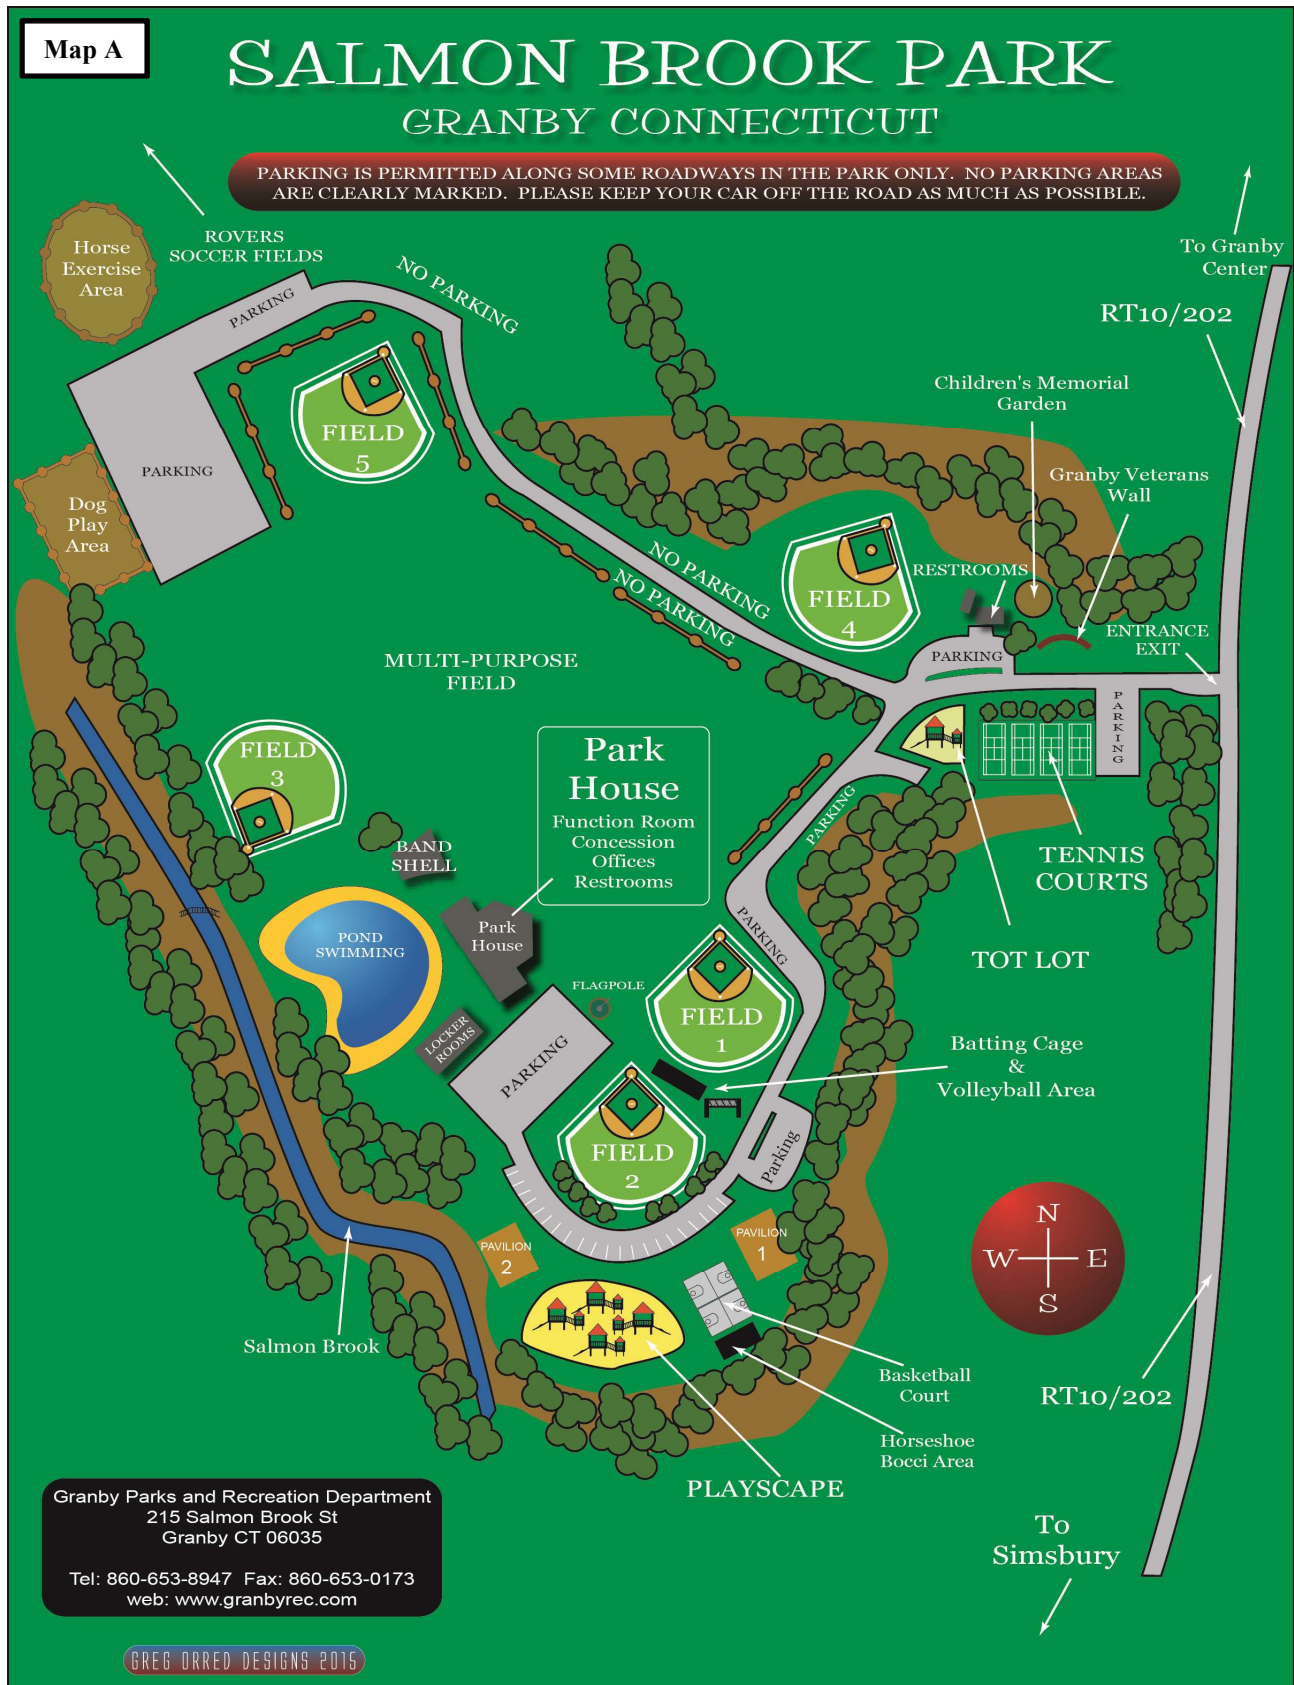 Map A
SALMON BROOK PARK
GRANBY CONNECTICUT
PARKING IS PERMITTED ALONG SOME ROADWAYS IN THE PARK ONLY. NO PARKING AREAS
ARE CLEARLY MARKED. PLEASE KEEP YOUR CAR OFF THE ROAD AS MUCH AS POSSIBLE.
ROVERS
SOCCER FIELDS
Horse
Exercise
Area
To Granby
Center
RT10/202
NO PARKING
PARKING
Children's Memorial
Garden
FIELD
5
PARKING
Granby Veterans
Wall
Dog
Play
Area
NO PARKING
NO PARKING
FIELD
4
RESTROOMS
ENTRANCE
EXIT
PARKING
MULTI-PURPOSE
FIELD
PARKING
FIELD
3
Park
House
Function Room
Concession
Offices
Restrooms
PARKING
BAND
SHELL
TENNIS
COURTS
Park
House
POND
SWIMMING
PARKING
TOT LOT
FLAGPOLE
FIELD
1
LOCKER
ROOMS
PARKING
Batting Cage
&
Volleyball Area
FIELD
2
Parking
N
W E
S
PAVILION
2
PAVILION
1
Salmon Brook
Basketball
Court
RT10/202
Horseshoe
Bocci Area
PLAYSCAPE
To
Simsbury
Granby Parks and Recreation Department
215 Salmon Brook St
Granby CT 06035
Tel: 860-653-8947 Fax: 860-653-0173
web: www.granbyrec.com
GREG ORRED DESIGNS 2015